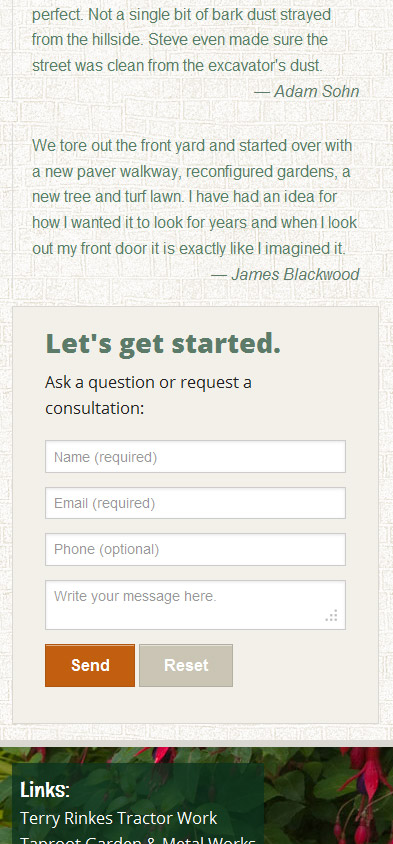 perfect. Not a single bit of bark dust strayed
from the hillside. Steve even made sure the
street was clean from the excavator's dust.
— Adam Sohn
We tore out the front yard and started over with
a new paver walkway, reconfigured gardens, a
new tree and turf lawn. I have had an idea for
how I wanted it to look for years and when I look
out my front door it is exactly like I imagined it.
— James Blackwood
Let's get started.
Ask a question or request a
consultation:
Name (required)
Email (required)
Phone (optional)
Write your message here.
Send Reset
Links:
Terry Rinkes Tractor Work
Taproot Garden & Metal Works